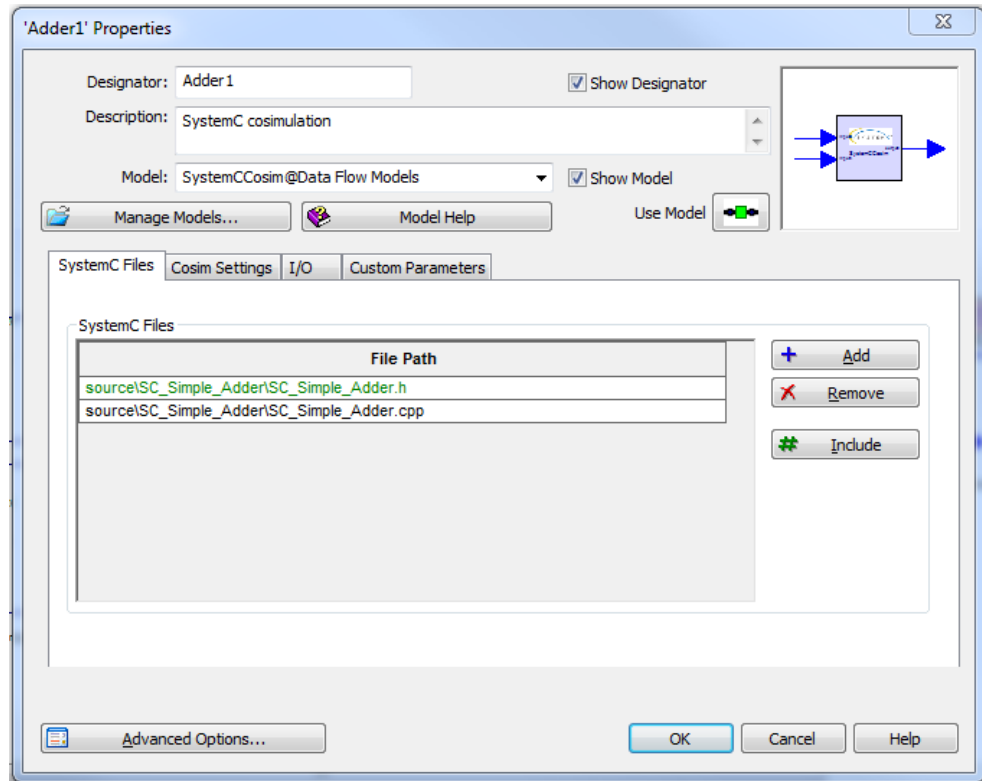 'Adder1' Properties
Designator: Adder1
Show Designator
Description: SystemC cosimulation
Model: SystemCCosim@Data Flow Models
Show Model
Manage Models...
Model Help
Use Model
SystemC Files
Cosim Settings
I/O
Custom Parameters
SystemC Files
File Path
source\SC_Simple_Adder\SC_Simple_Adder.h
source\SC_Simple_Adder\SC_Simple_Adder.cpp
Add
Remove
Include
Advanced Options...
OK
Cancel
Help